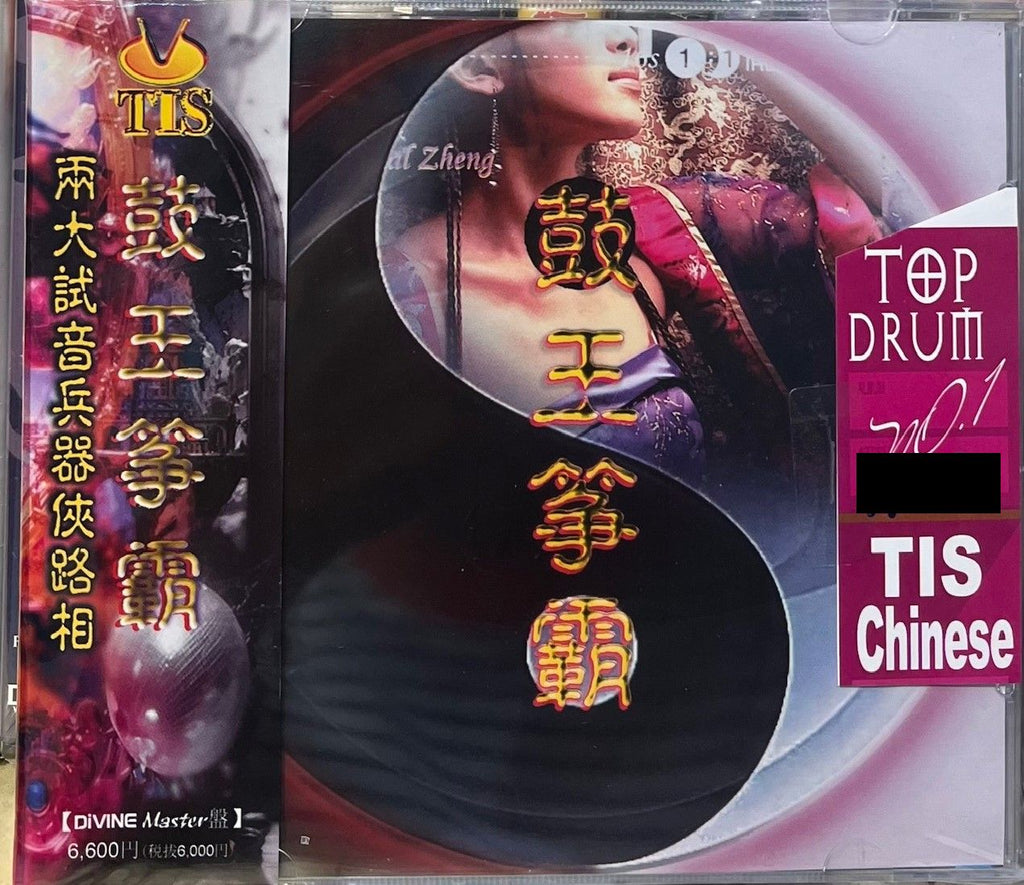 TIS
鼓王箏霸
兩大試音兵器俠路相
【DiVINE Master盤】
6,600円(税抜6,000円)
1:1
Zheng
鼓王箏霸
TOP
DRUM
no.1
TIS
Chinese